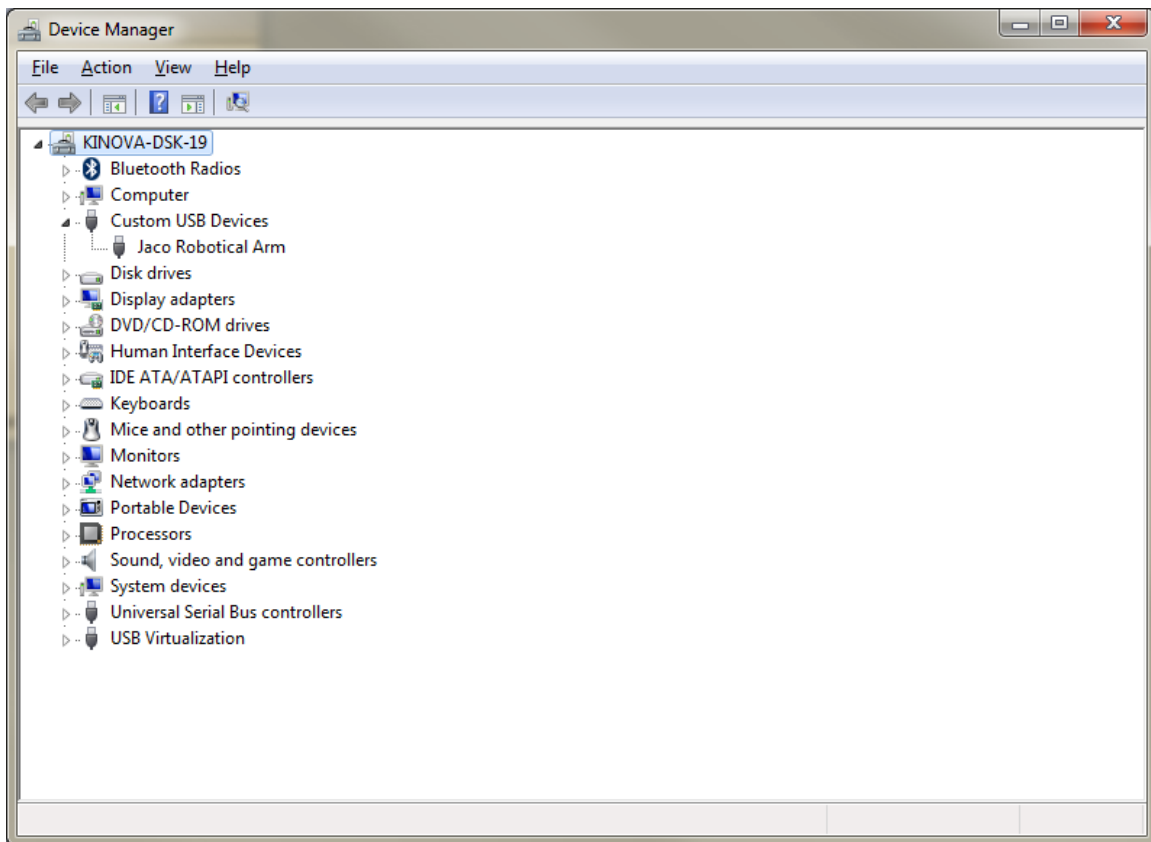 Device Manager
File Action View Help
KINOVA-DSK-19
Bluetooth Radios
Computer
Custom USB Devices
Jaco Robotical Arm
Disk drives
Display adapters
DVD/CD-ROM drives
Human Interface Devices
IDE ATA/ATAPI controllers
Keyboards
Mice and other pointing devices
Monitors
Network adapters
Portable Devices
Processors
Sound, video and game controllers
System devices
Universal Serial Bus controllers
USB Virtualization